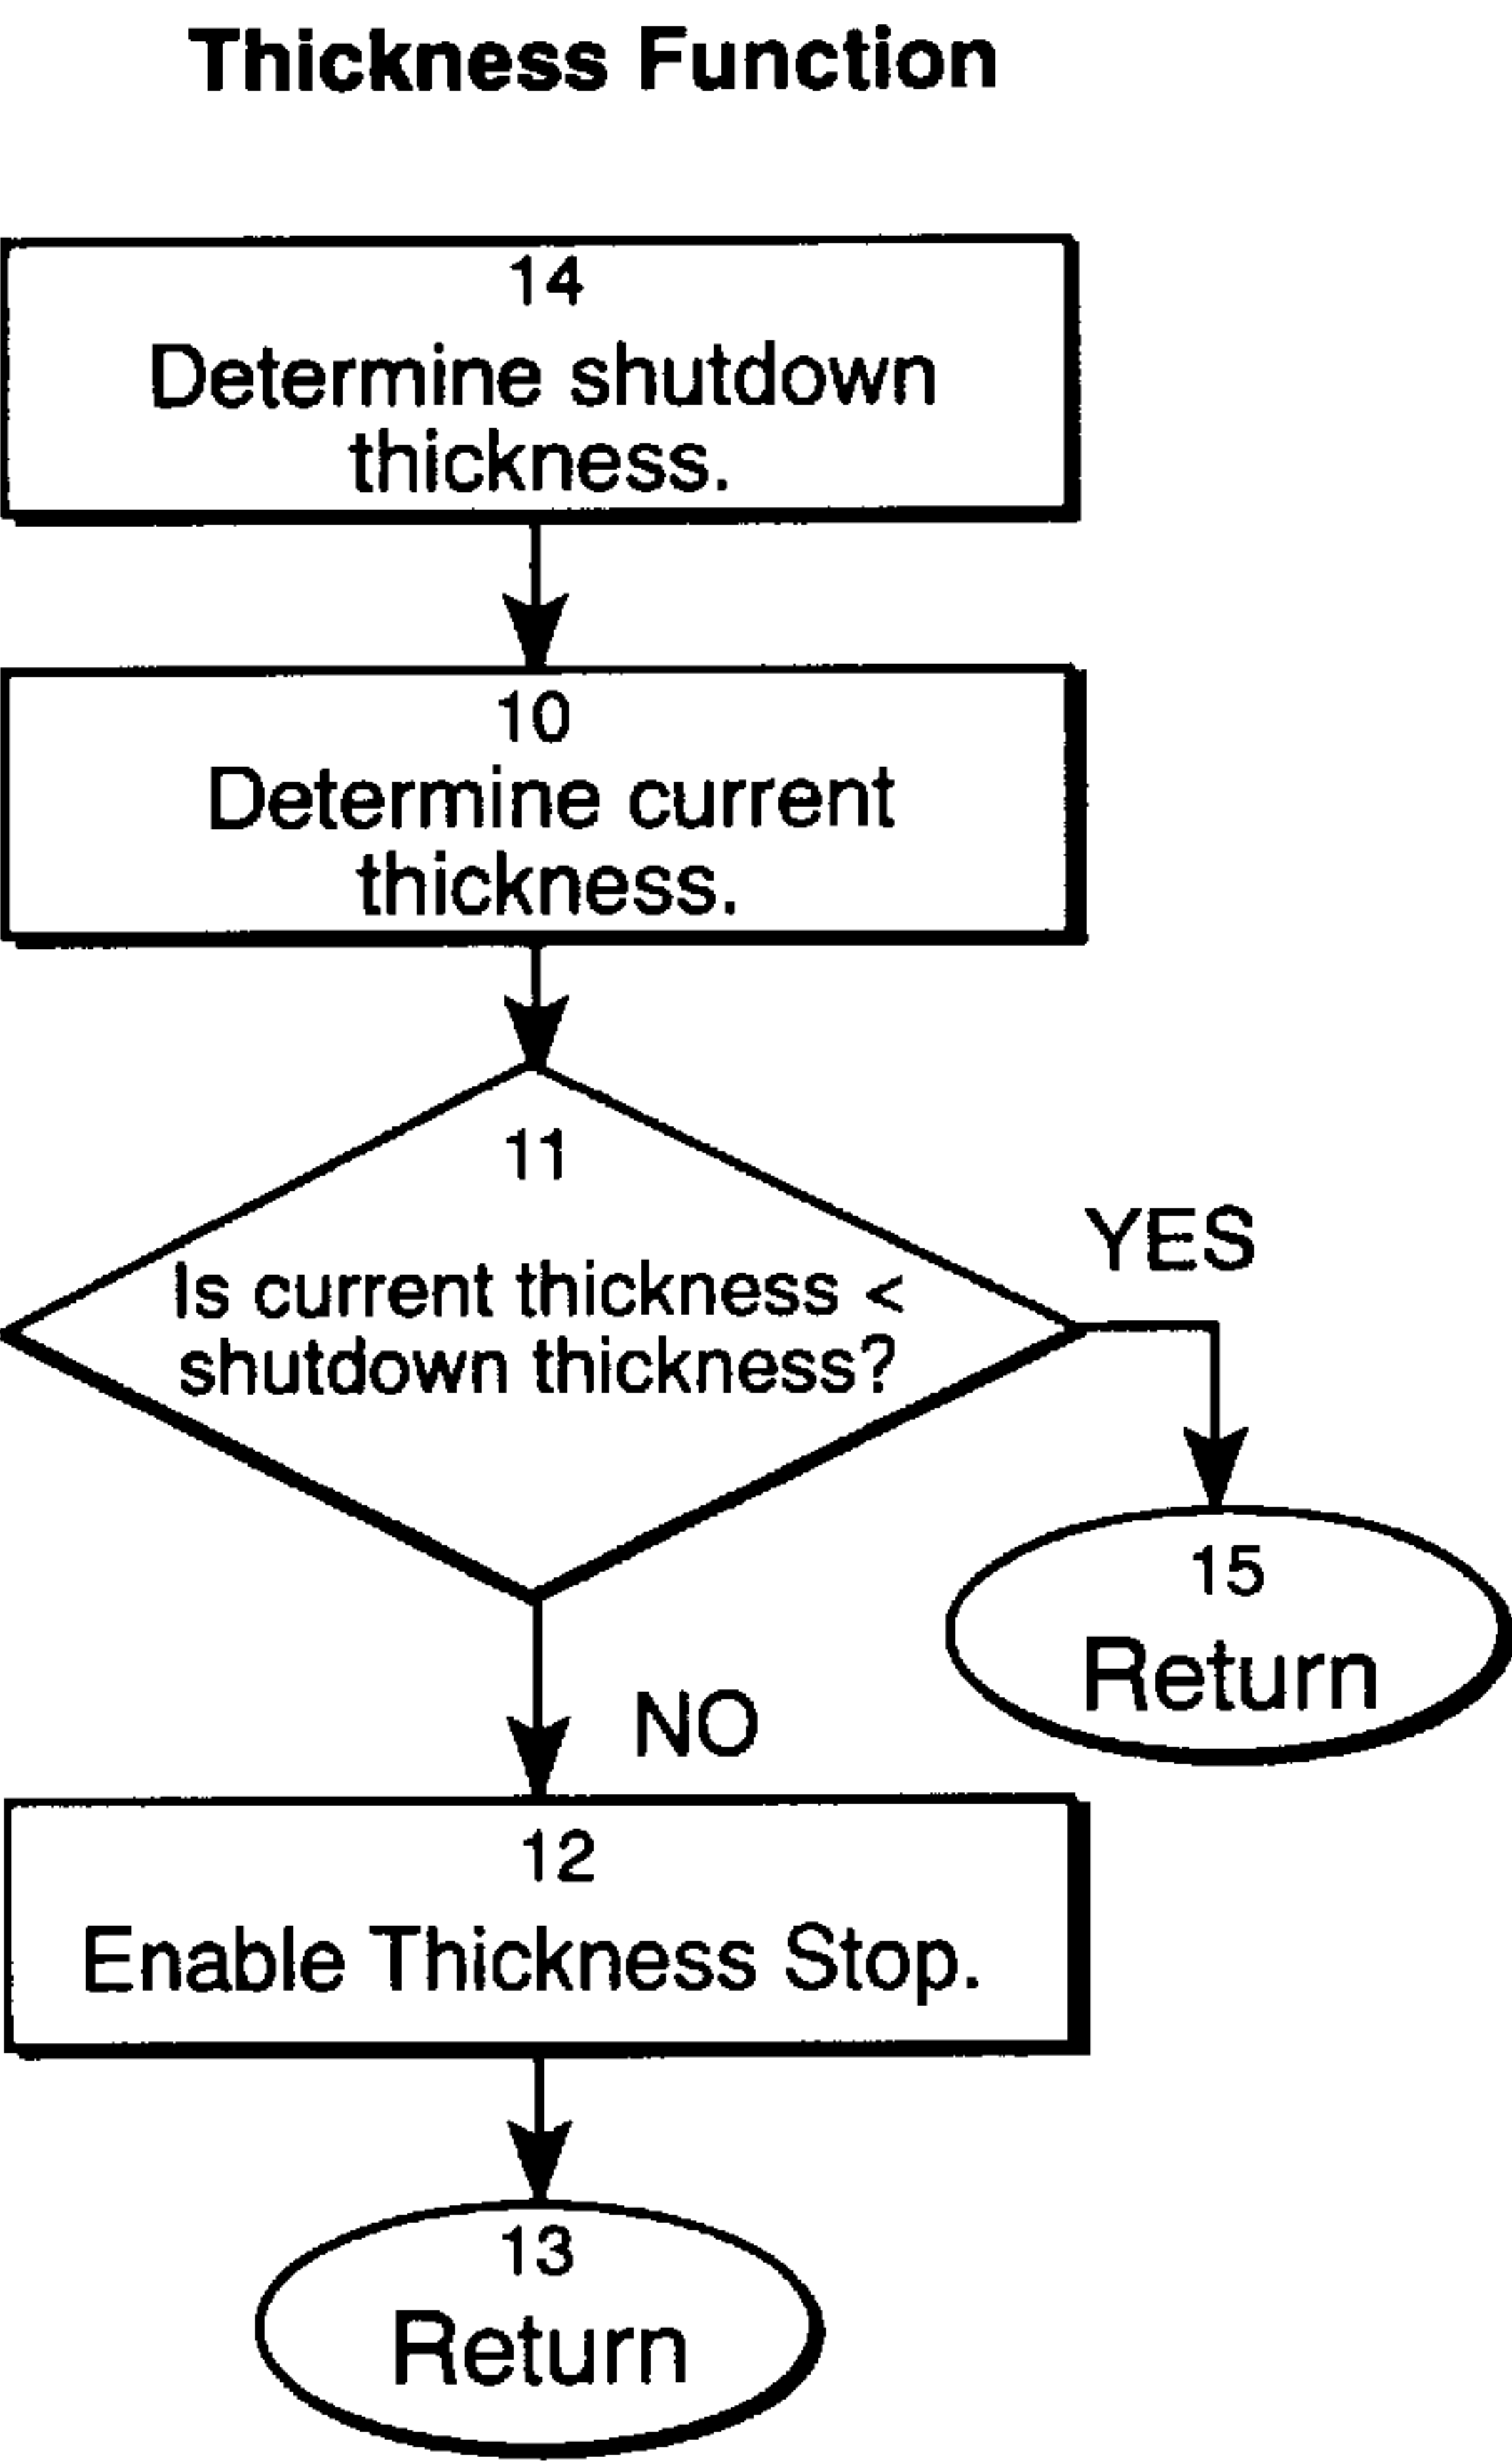 Thickness Function
14
Determine shutdown
thickness.
10
Determine current
thickness.
11
Is current thickness <
shutdown thickness?
YES
15
Return
NO
12
Enable Thickness Stop.
13
Return